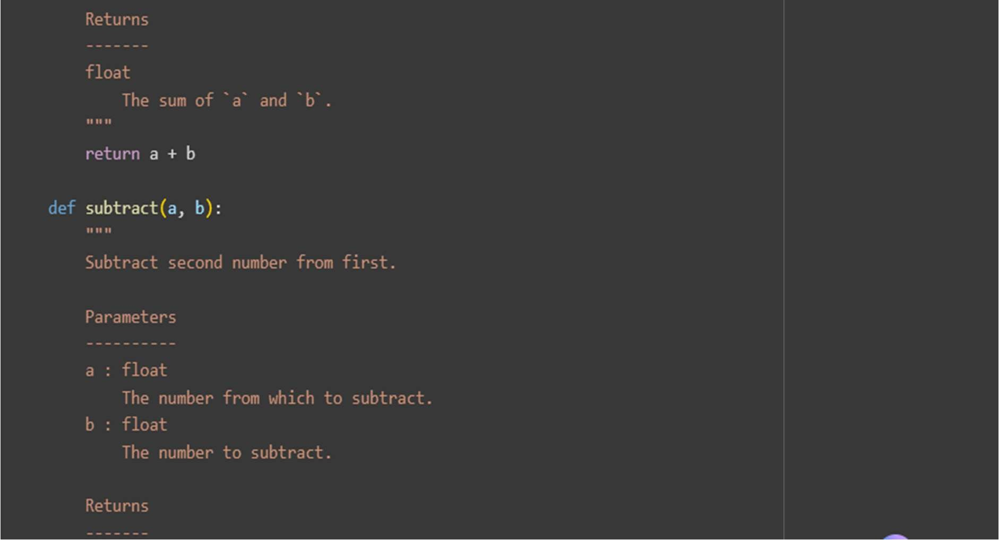 Returns
    -------
    float
        The sum of `a` and `b`.
    """
    return a + b

def subtract(a, b):
    """
    Subtract second number from first.

    Parameters
    ----------
    a : float
        The number from which to subtract.
    b : float
        The number to subtract.

    Returns
    -------